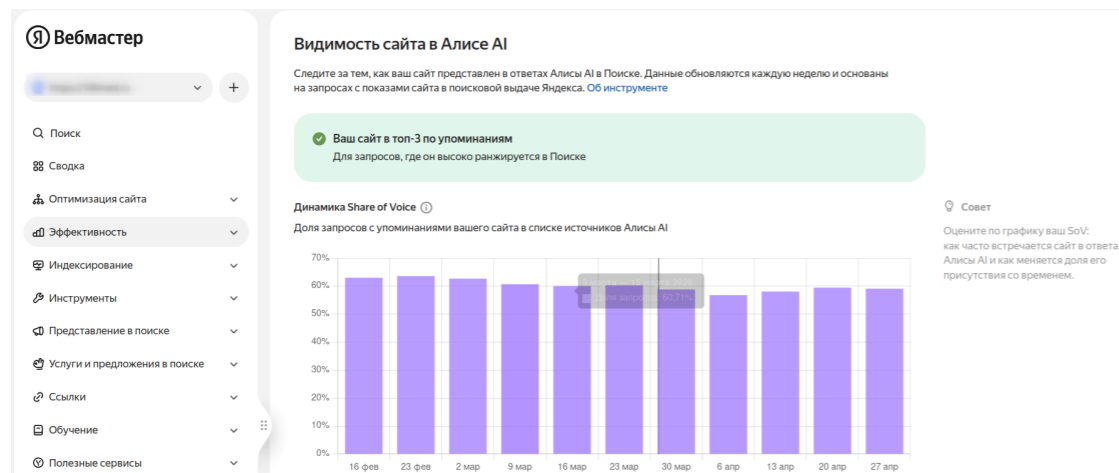 Вебмастер
Поиск
Сводка
Оптимизация сайта
Эффективность
Индексирование
Инструменты
Представление в поиске
Услуги и предложения в поиске
Ссылки
Обучение
Полезные сервисы
Видимость сайта в Алисе AI
Следите за тем, как ваш сайт представлен в ответах Алисы AI в Поиске. Данные обновляются каждую неделю и основаны
на запросах с показами сайта в поисковой выдаче Яндекса. Об инструменте
Ваш сайт в топ-3 по упоминаниям
Для запросов, где он высоко ранжируется в Поиске
Динамика Share of Voice
Доля запросов с упоминаниями вашего сайта в списке источников Алисы AI
70%
60%
50%
40%
30%
20%
10%
0%
Доля запросов: 60.71%
16 фев 23 фев 2 мар 9 мар 16 мар 23 мар 30 мар 6 апр 13 апр 20 апр 27 апр
Совет
Оцените по графику ваш SoV:
как часто встречается сайт в ответа
Алисы AI и как меняется доля его
присутствия со временем.